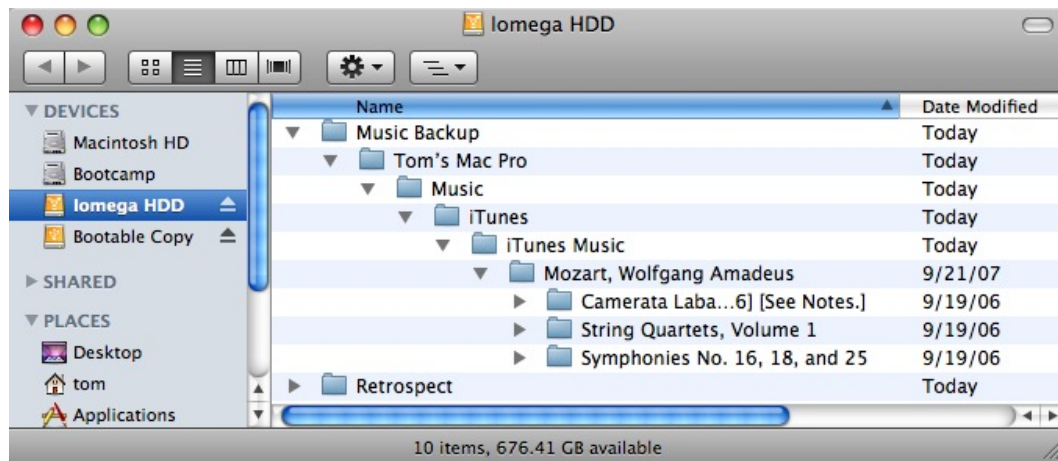 Iomega HDD
DEVICES
Macintosh HD
Bootcamp
Iomega HDD
Bootable Copy
SHARED
PLACES
Desktop
tom
Applications
Name Date Modified
Music Backup Today
Tom's Mac Pro Today
Music Today
iTunes Today
iTunes Music Today
Mozart, Wolfgang Amadeus 9/21/07
Camerata Laba...6] [See Notes.] 9/19/06
String Quartets, Volume 1 9/19/06
Symphonies No. 16, 18, and 25 9/19/06
Retrospect Today
10 items, 676.41 GB available